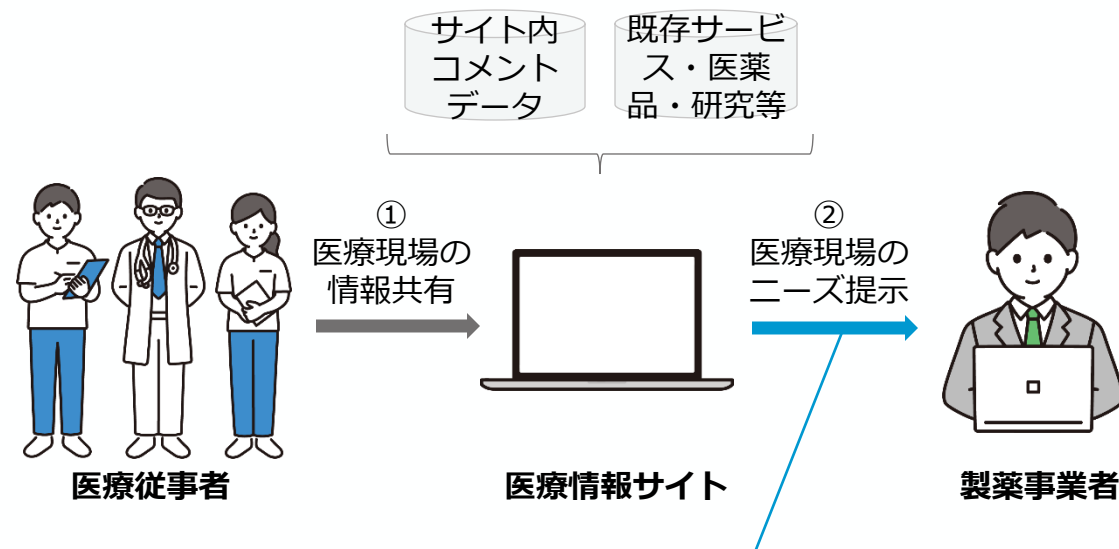 サイト内
コメント
データ
既存サービ
ス・医薬
品・研究等
①
医療現場の
情報共有
②
医療現場の
ニーズ提示
医療従事者
医療情報サイト
製薬事業者